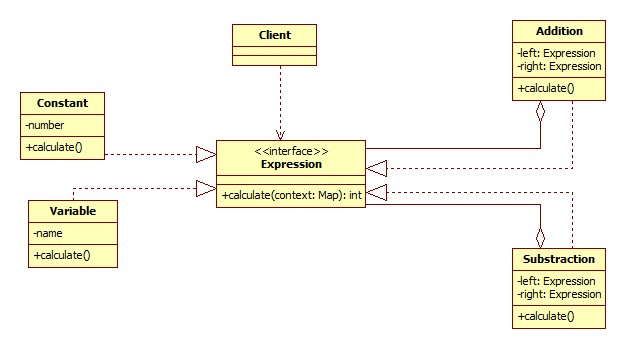 Client
Addition
-left: Expression
-right: Expression
+calculate()
Constant
-number
+calculate()
<<interface>>
Expression
+calculate(context: Map): int
Variable
-name
+calculate()
Substraction
-left: Expression
-right: Expression
+calculate()